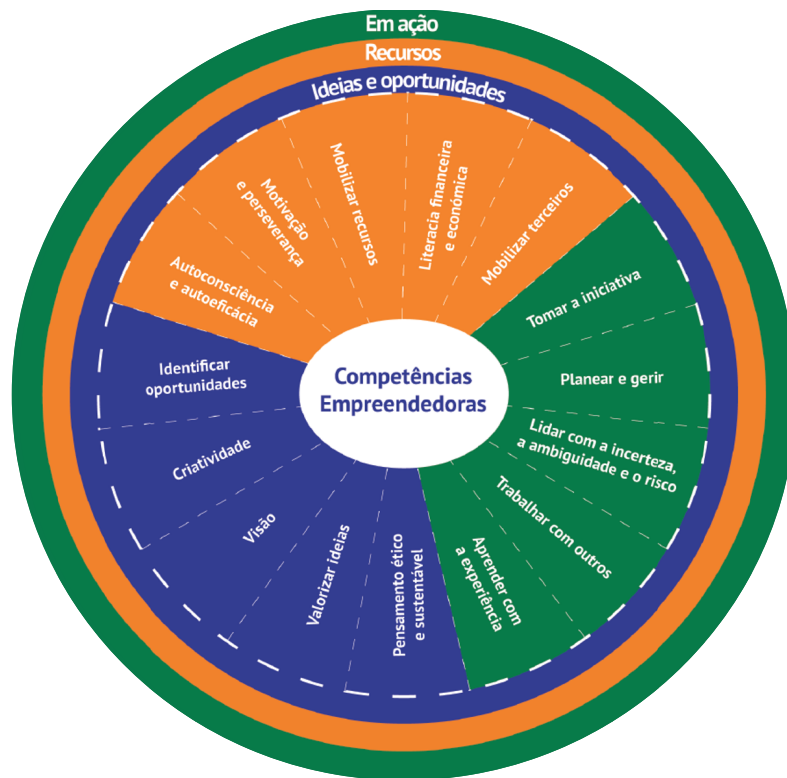 Em ação
Recursos
Ideias e oportunidades
Autoconsciência
e autoeficácia
Motivação
e perseverança
Mobilizar recursos
Literacia financeira
e económica
Mobilizar terceiros
Tomar a iniciativa
Planear e gerir
Lidar com a incerteza,
a ambiguidade e o risco
Trabalhar com outros
Aprender com
a experiência
Pensamento ético
e sustentável
Valorizar ideias
Visão
Criatividade
Identificar
oportunidades
Competências
Empreendedoras